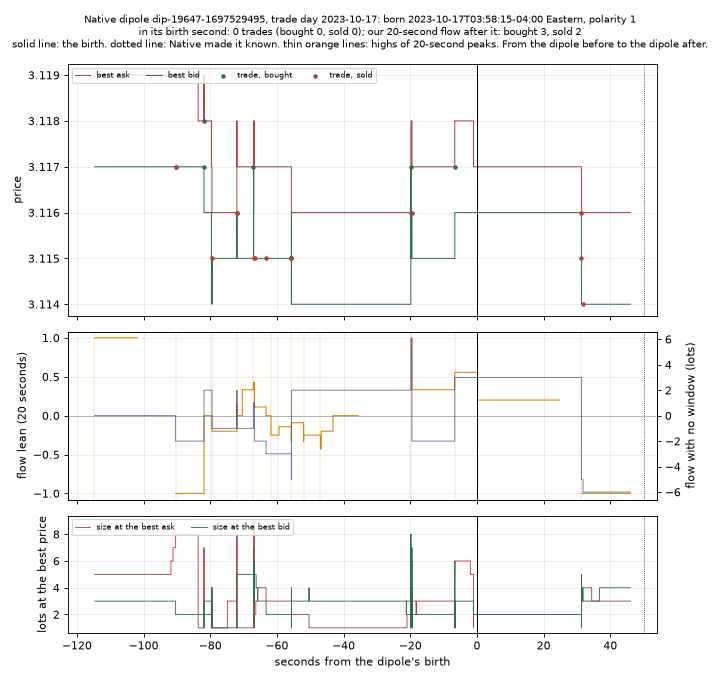 Native dipole dip-19647-1697529495, trade day 2023-10-17: born 2023-10-17T03:58:15-04:00 Eastern, polarity 1
in its birth second: 0 trades (bought 0, sold 0); our 20-second flow after it: bought 3, sold 2
solid line: the birth. dotted line: Native made it known. thin orange lines: highs of 20-second peaks. From the dipole before to the dipole after.
best ask best bid trade, bought trade, sold
3.119
3.118
3.117
3.116
3.115
3.114
price
1.0
0.5
0.0
−0.5
−1.0
flow lean (20 seconds)
6
4
2
0
−2
−4
−6
flow with no window (lots)
size at the best ask size at the best bid
8
6
4
2
lots at the best price
−120 −100 −80 −60 −40 −20 0 20 40
seconds from the dipole's birth